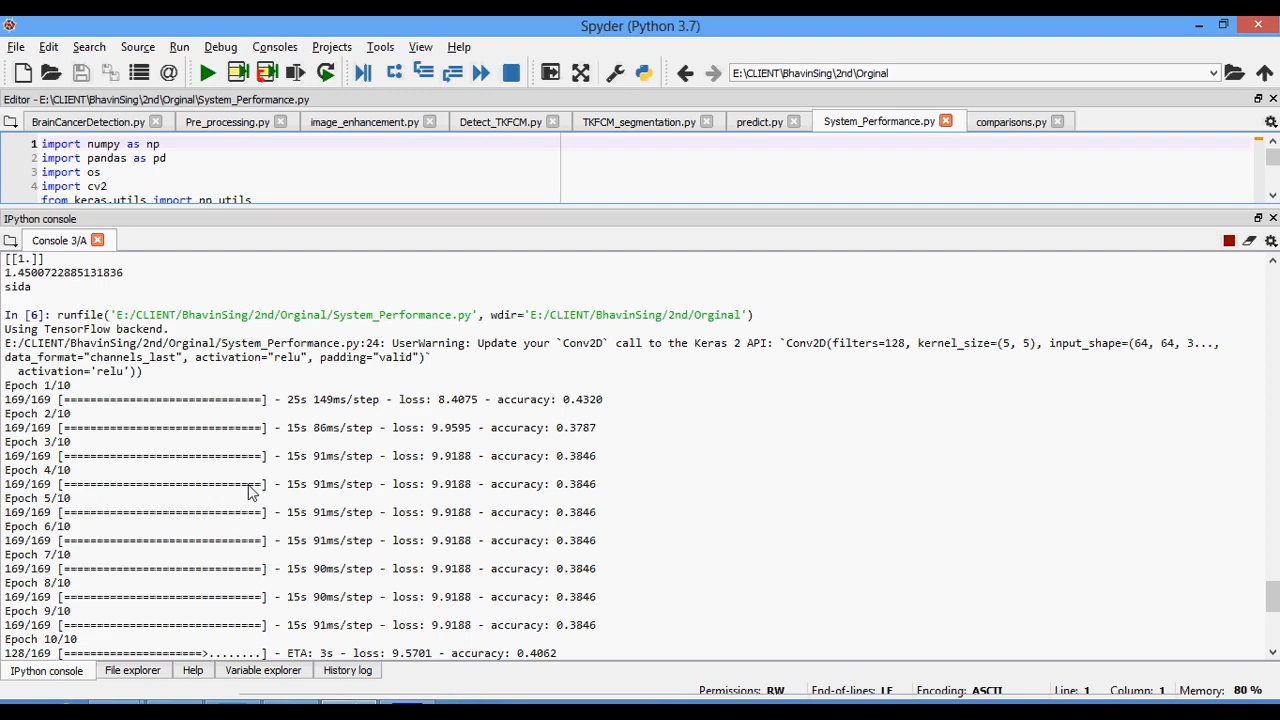 Spyder (Python 3.7)
File Edit Search Source Run Debug Consoles Projects Tools View Help
E:\CLIENT\BhavinSing\2nd\Orginal
Editor - E:\CLIENT\BhavinSing\2nd\Orginal\System_Performance.py
BrainCancerDetection.py Pre_processing.py image_enhancement.py Detect_TKFCM.py TKFCM_segmentation.py predict.py System_Performance.py comparisons.py
1 import numpy as np
2 import pandas as pd
3 import os
4 import cv2
from keras.utils import np_utils
IPython console
Console 3/A
[[1.]]
1.4500722885131836
sida
In [6]: runfile('E:/CLIENT/BhavinSing/2nd/Orginal/System_Performance.py', wdir='E:/CLIENT/BhavinSing/2nd/Orginal')
Using TensorFlow backend.
E:/CLIENT/BhavinSing/2nd/Orginal/System_Performance.py:24: UserWarning: Update your `Conv2D` call to the Keras 2 API: `Conv2D(filters=128, kernel_size=(5, 5), input_shape=(64, 64, 3...,
data_format="channels_last", activation="relu", padding="valid")`
activation='relu'))
Epoch 1/10
169/169 [==============================] - 25s 149ms/step - loss: 8.4075 - accuracy: 0.4320
Epoch 2/10
169/169 [==============================] - 15s 86ms/step - loss: 9.9595 - accuracy: 0.3787
Epoch 3/10
169/169 [==============================] - 15s 91ms/step - loss: 9.9188 - accuracy: 0.3846
Epoch 4/10
169/169 [==============================] - 15s 91ms/step - loss: 9.9188 - accuracy: 0.3846
Epoch 5/10
169/169 [==============================] - 15s 91ms/step - loss: 9.9188 - accuracy: 0.3846
Epoch 6/10
169/169 [==============================] - 15s 91ms/step - loss: 9.9188 - accuracy: 0.3846
Epoch 7/10
169/169 [==============================] - 15s 90ms/step - loss: 9.9188 - accuracy: 0.3846
Epoch 8/10
169/169 [==============================] - 15s 90ms/step - loss: 9.9188 - accuracy: 0.3846
Epoch 9/10
169/169 [==============================] - 15s 91ms/step - loss: 9.9188 - accuracy: 0.3846
Epoch 10/10
128/169 [=====================>........] - ETA: 3s - loss: 9.5701 - accuracy: 0.4062
IPython console File explorer Help Variable explorer History log
Permissions: RW End-of-lines: LF Encoding: ASCII Line: 1 Column: 1 Memory: 80 %